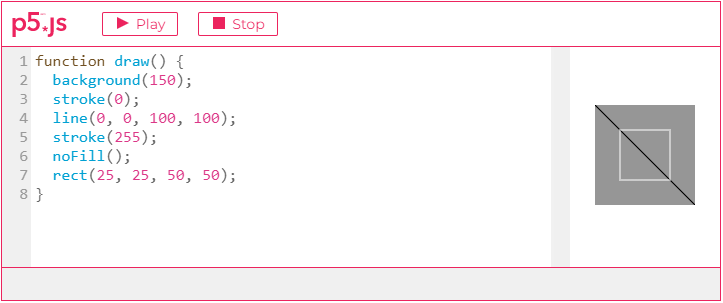 p5*js Play Stop
1 function draw() {
2   background(150);
3   stroke(0);
4   line(0, 0, 100, 100);
5   stroke(255);
6   noFill();
7   rect(25, 25, 50, 50);
8 }